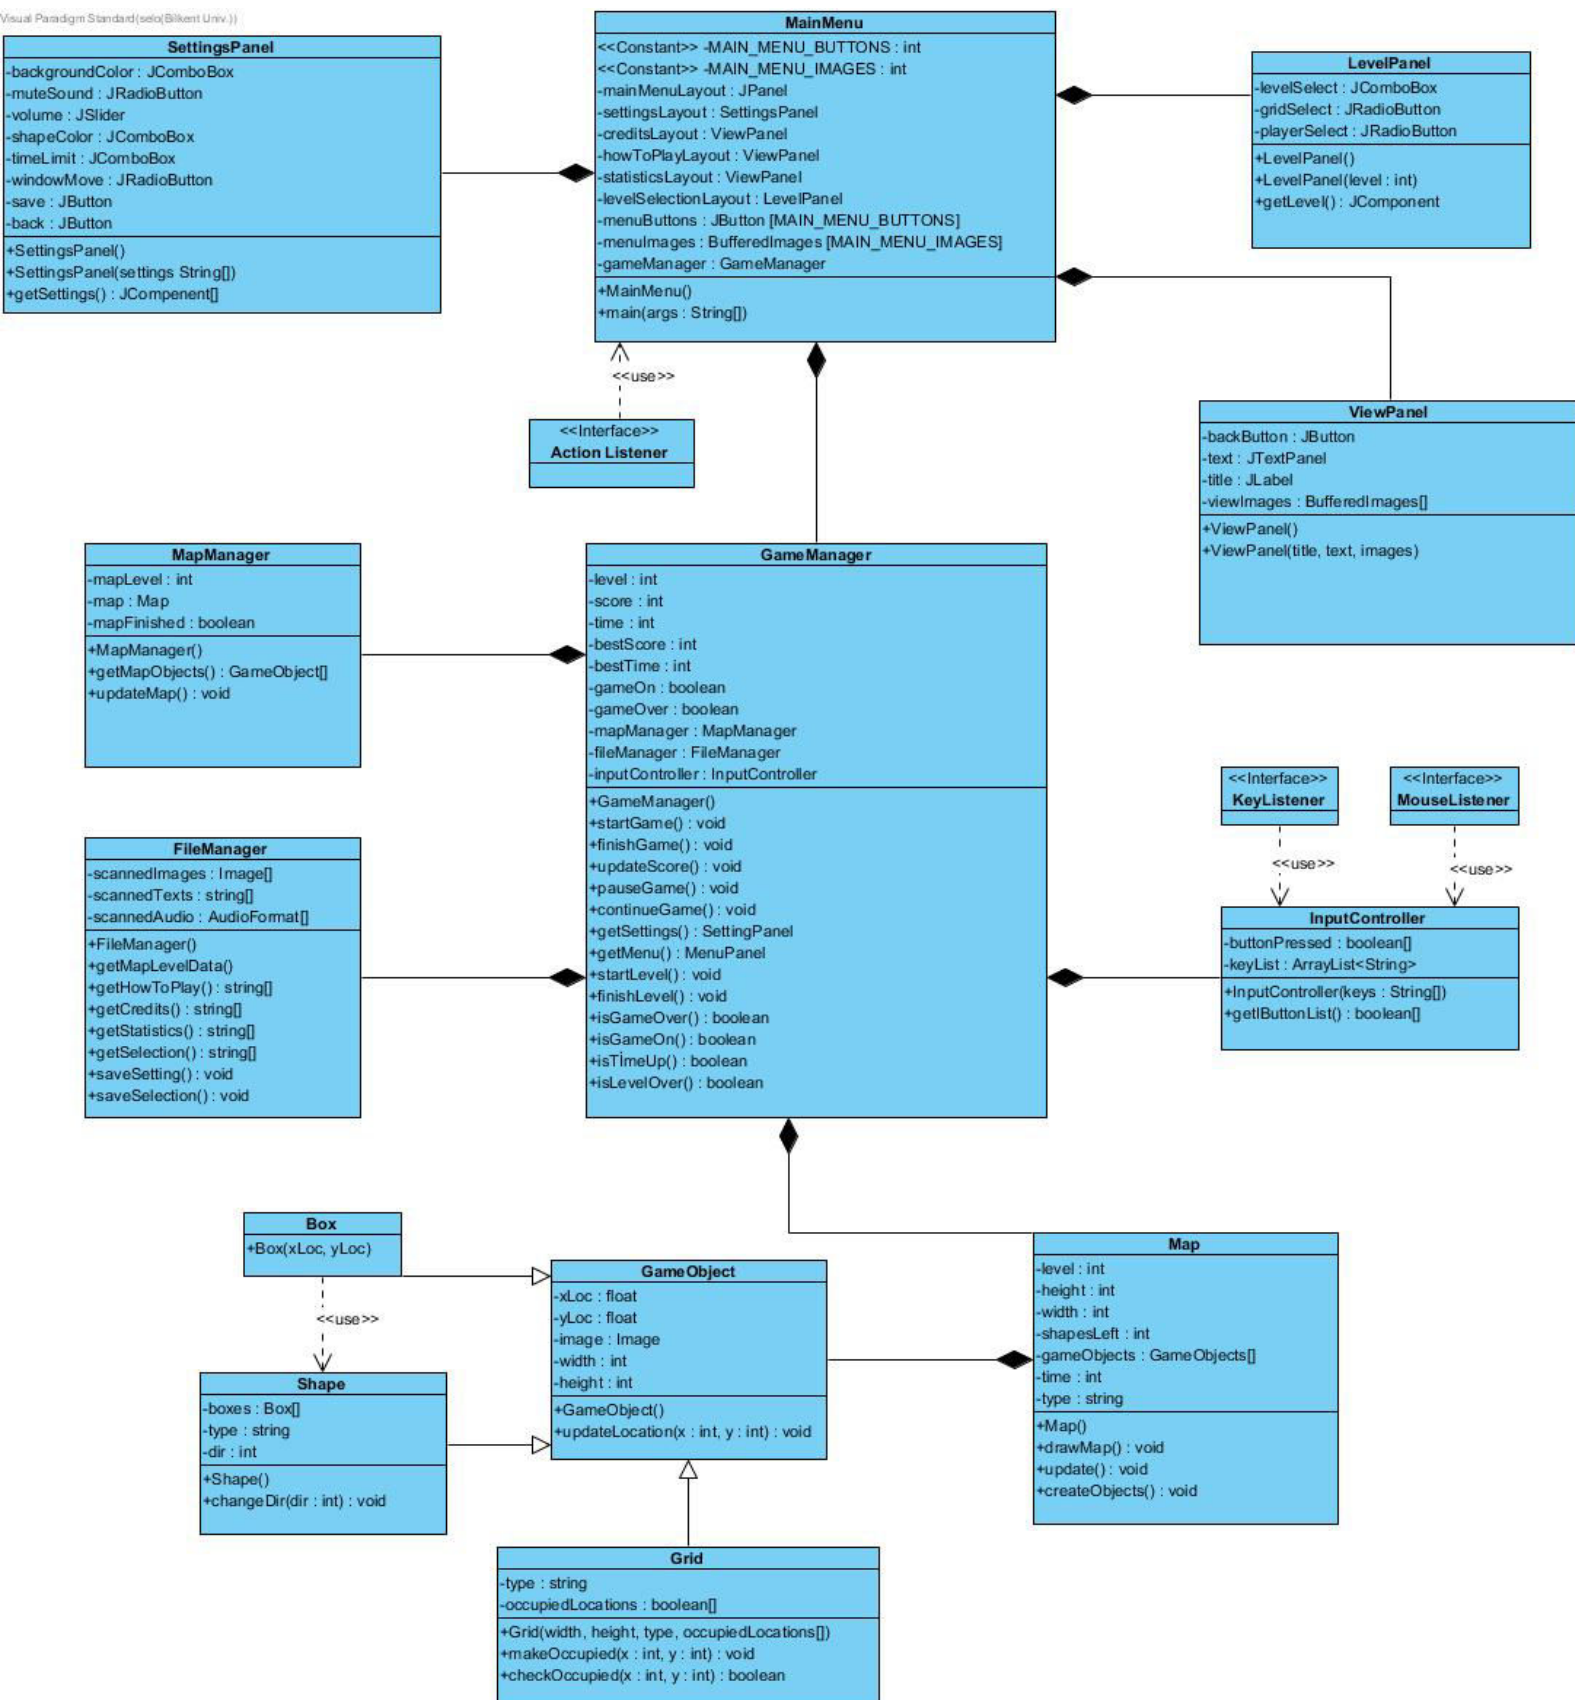 Visual Paradigm Standard(selo(Bilkent Univ.))
SettingsPanel
-backgroundColor : JComboBox
-muteSound : JRadioButton
-volume : JSlider
-shapeColor : JComboBox
-timeLimit : JComboBox
-windowMove : JRadioButton
-save : JButton
-back : JButton
+SettingsPanel()
+SettingsPanel(settings String[])
+getSettings() : JCompenent[]
MainMenu
<<Constant>> -MAIN_MENU_BUTTONS : int
<<Constant>> -MAIN_MENU_IMAGES : int
-mainMenuLayout : JPanel
-settingsLayout : SettingsPanel
-creditsLayout : ViewPanel
-howToPlayLayout : ViewPanel
-statisticsLayout : ViewPanel
-levelSelectionLayout : LevelPanel
-menuButtons : JButton [MAIN_MENU_BUTTONS]
-menuImages : BufferedImages [MAIN_MENU_IMAGES]
-gameManager : GameManager
+MainMenu()
+main(args : String[])
LevelPanel
-levelSelect : JComboBox
-gridSelect : JRadioButton
-playerSelect : JRadioButton
+LevelPanel()
+LevelPanel(level : int)
+getLevel() : JComponent
<<use>>
<<Interface>>
Action Listener
ViewPanel
-backButton : JButton
-text : JTextPanel
-title : JLabel
-viewImages : BufferedImages[]
+ViewPanel()
+ViewPanel(title, text, images)
MapManager
-mapLevel : int
-map : Map
-mapFinished : boolean
+MapManager()
+getMapObjects() : GameObject[]
+updateMap() : void
GameManager
-level : int
-score : int
-time : int
-bestScore : int
-bestTime : int
-gameOn : boolean
-gameOver : boolean
-mapManager : MapManager
-fileManager : FileManager
-inputController : InputController
+GameManager()
+startGame() : void
+finishGame() : void
+updateScore() : void
+pauseGame() : void
+continueGame() : void
+getSettings() : SettingPanel
+getMenu() : MenuPanel
+startLevel() : void
+finishLevel() : void
+isGameOver() : boolean
+isGameOn() : boolean
+isTİmeUp() : boolean
+isLevelOver() : boolean
<<Interface>>
KeyListener
<<Interface>>
MouseListener
<<use>>
<<use>>
FileManager
-scannedImages : Image[]
-scannedTexts : string[]
-scannedAudio : AudioFormat[]
+FileManager()
+getMapLevelData()
+getHowToPlay() : string[]
+getCredits() : string[]
+getStatistics() : string[]
+getSelection() : string[]
+saveSetting() : void
+saveSelection() : void
InputController
-buttonPressed : boolean[]
-keyList : ArrayList<String>
+InputController(keys : String[])
+getlButtonList() : boolean[]
Box
+Box(xLoc, yLoc)
<<use>>
GameObject
-xLoc : float
-yLoc : float
-image : Image
-width : int
-height : int
+GameObject()
+updateLocation(x : int, y : int) : void
Map
-level : int
-height : int
-width : int
-shapesLeft : int
-gameObjects : GameObjects[]
-time : int
-type : string
+Map()
+drawMap() : void
+update() : void
+createObjects() : void
Shape
-boxes : Box[]
-type : string
-dir : int
+Shape()
+changeDir(dir : int) : void
Grid
-type : string
-occupiedLocations : boolean[]
+Grid(width, height, type, occupiedLocations[])
+makeOccupied(x : int, y : int) : void
+checkOccupied(x : int, y : int) : boolean